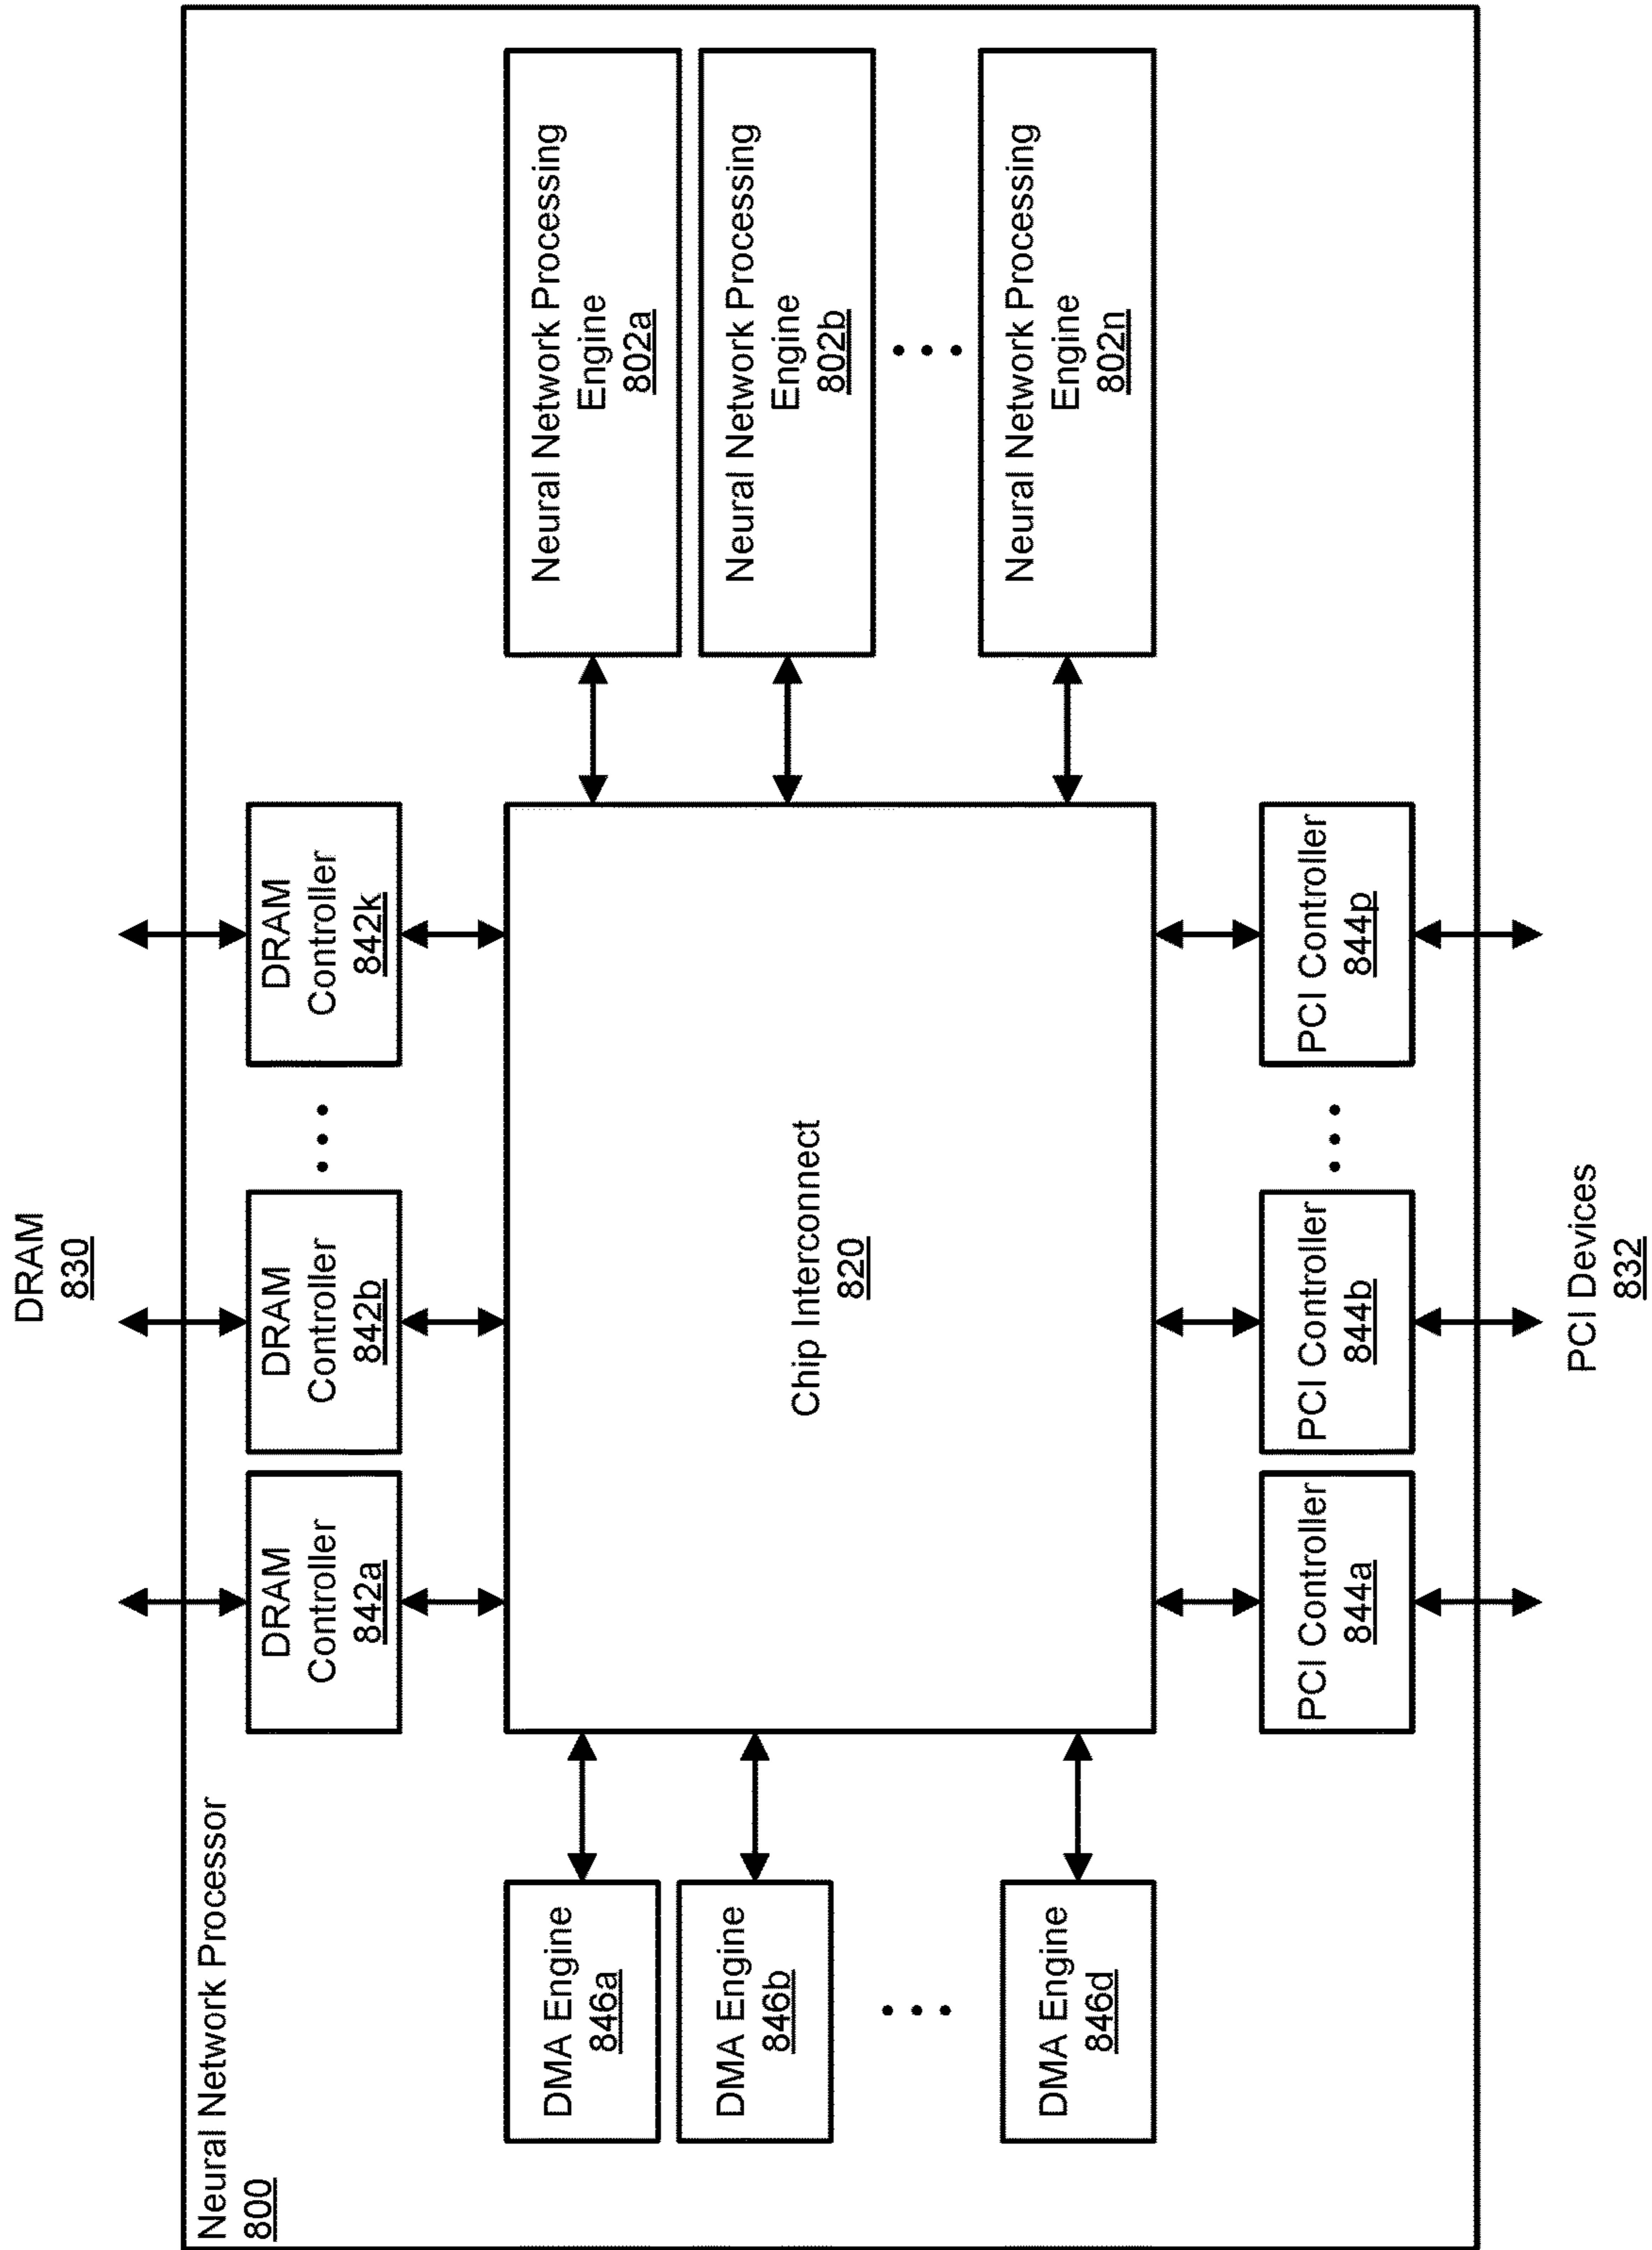 DRAM
830
Neural Network Processor
800
DRAM
Controller
842a
DRAM
Controller
842b
DRAM
Controller
842k
DMA Engine
846a
DMA Engine
846b
DMA Engine
846d
Chip Interconnect
820
Neural Network Processing
Engine
802a
Neural Network Processing
Engine
802b
Neural Network Processing
Engine
802n
PCI Controller
844a
PCI Controller
844b
PCI Controller
844p
PCI Devices
832